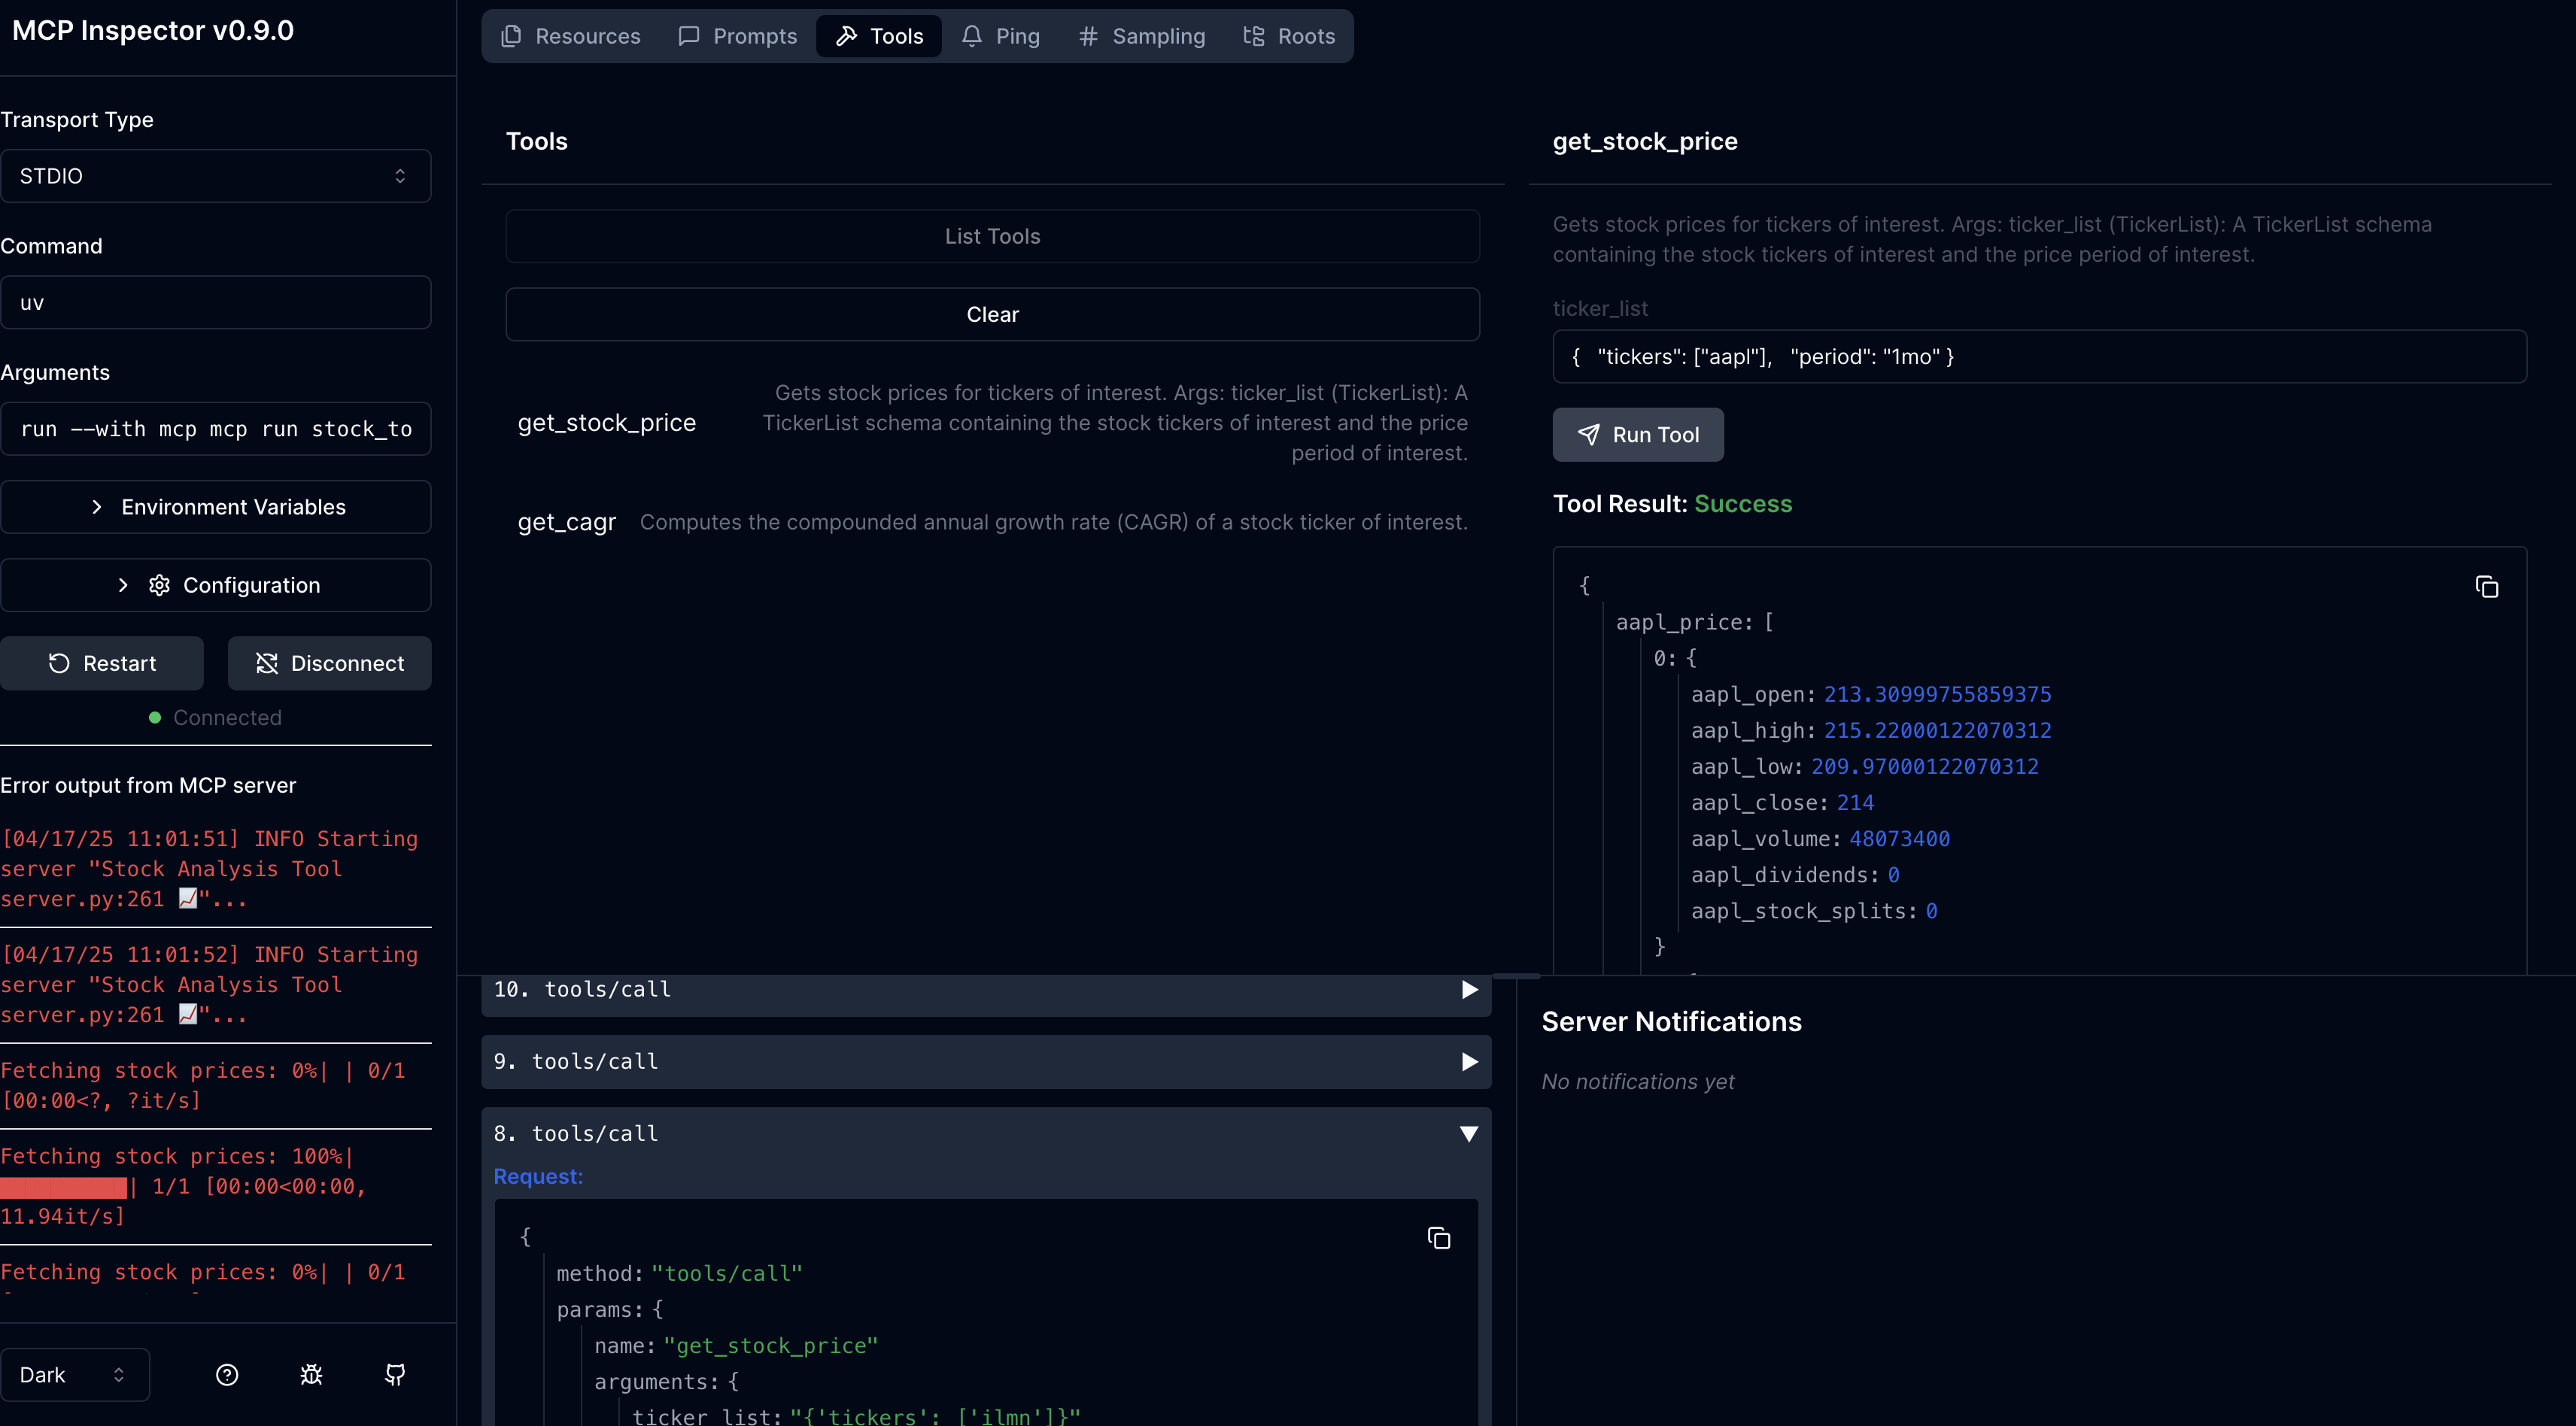 MCP Inspector v0.9.0
Transport Type
STDIO
Command
uv
Arguments
run --with mcp mcp run stock_to
Environment Variables
Configuration
Restart
Disconnect
Connected
Error output from MCP server
[04/17/25 11:01:51] INFO Starting
server "Stock Analysis Tool
server.py:261 📈"...
[04/17/25 11:01:52] INFO Starting
server "Stock Analysis Tool
server.py:261 📈"...
Fetching stock prices: 0%| | 0/1
[00:00<?, ?it/s]
Fetching stock prices: 100%|
██████████| 1/1 [00:00<00:00,
11.94it/s]
Fetching stock prices: 0%| | 0/1
Dark
Resources
Prompts
Tools
Ping
Sampling
Roots
Tools
List Tools
Clear
get_stock_price
Gets stock prices for tickers of interest. Args: ticker_list (TickerList): A
TickerList schema containing the stock tickers of interest and the price
period of interest.
get_cagr
Computes the compounded annual growth rate (CAGR) of a stock ticker of interest.
get_stock_price
Gets stock prices for tickers of interest. Args: ticker_list (TickerList): A TickerList schema
containing the stock tickers of interest and the price period of interest.
ticker_list
{ "tickers": ["aapl"], "period": "1mo" }
Run Tool
Tool Result: Success
{
aapl_price: [
0: {
aapl_open: 213.30999755859375
aapl_high: 215.22000122070312
aapl_low: 209.97000122070312
aapl_close: 214
aapl_volume: 48073400
aapl_dividends: 0
aapl_stock_splits: 0
}
10. tools/call
9. tools/call
8. tools/call
Request:
{
method: "tools/call"
params: {
name: "get_stock_price"
arguments: {
ticker_list: "{'tickers': ['ilmn']}"
Server Notifications
No notifications yet